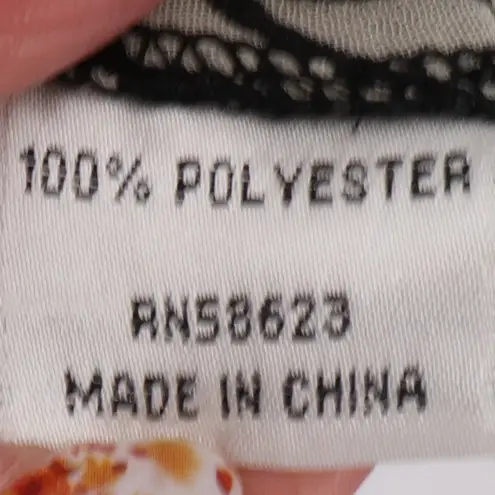 100% POLYESTER
RN58623
MADE IN CHINA